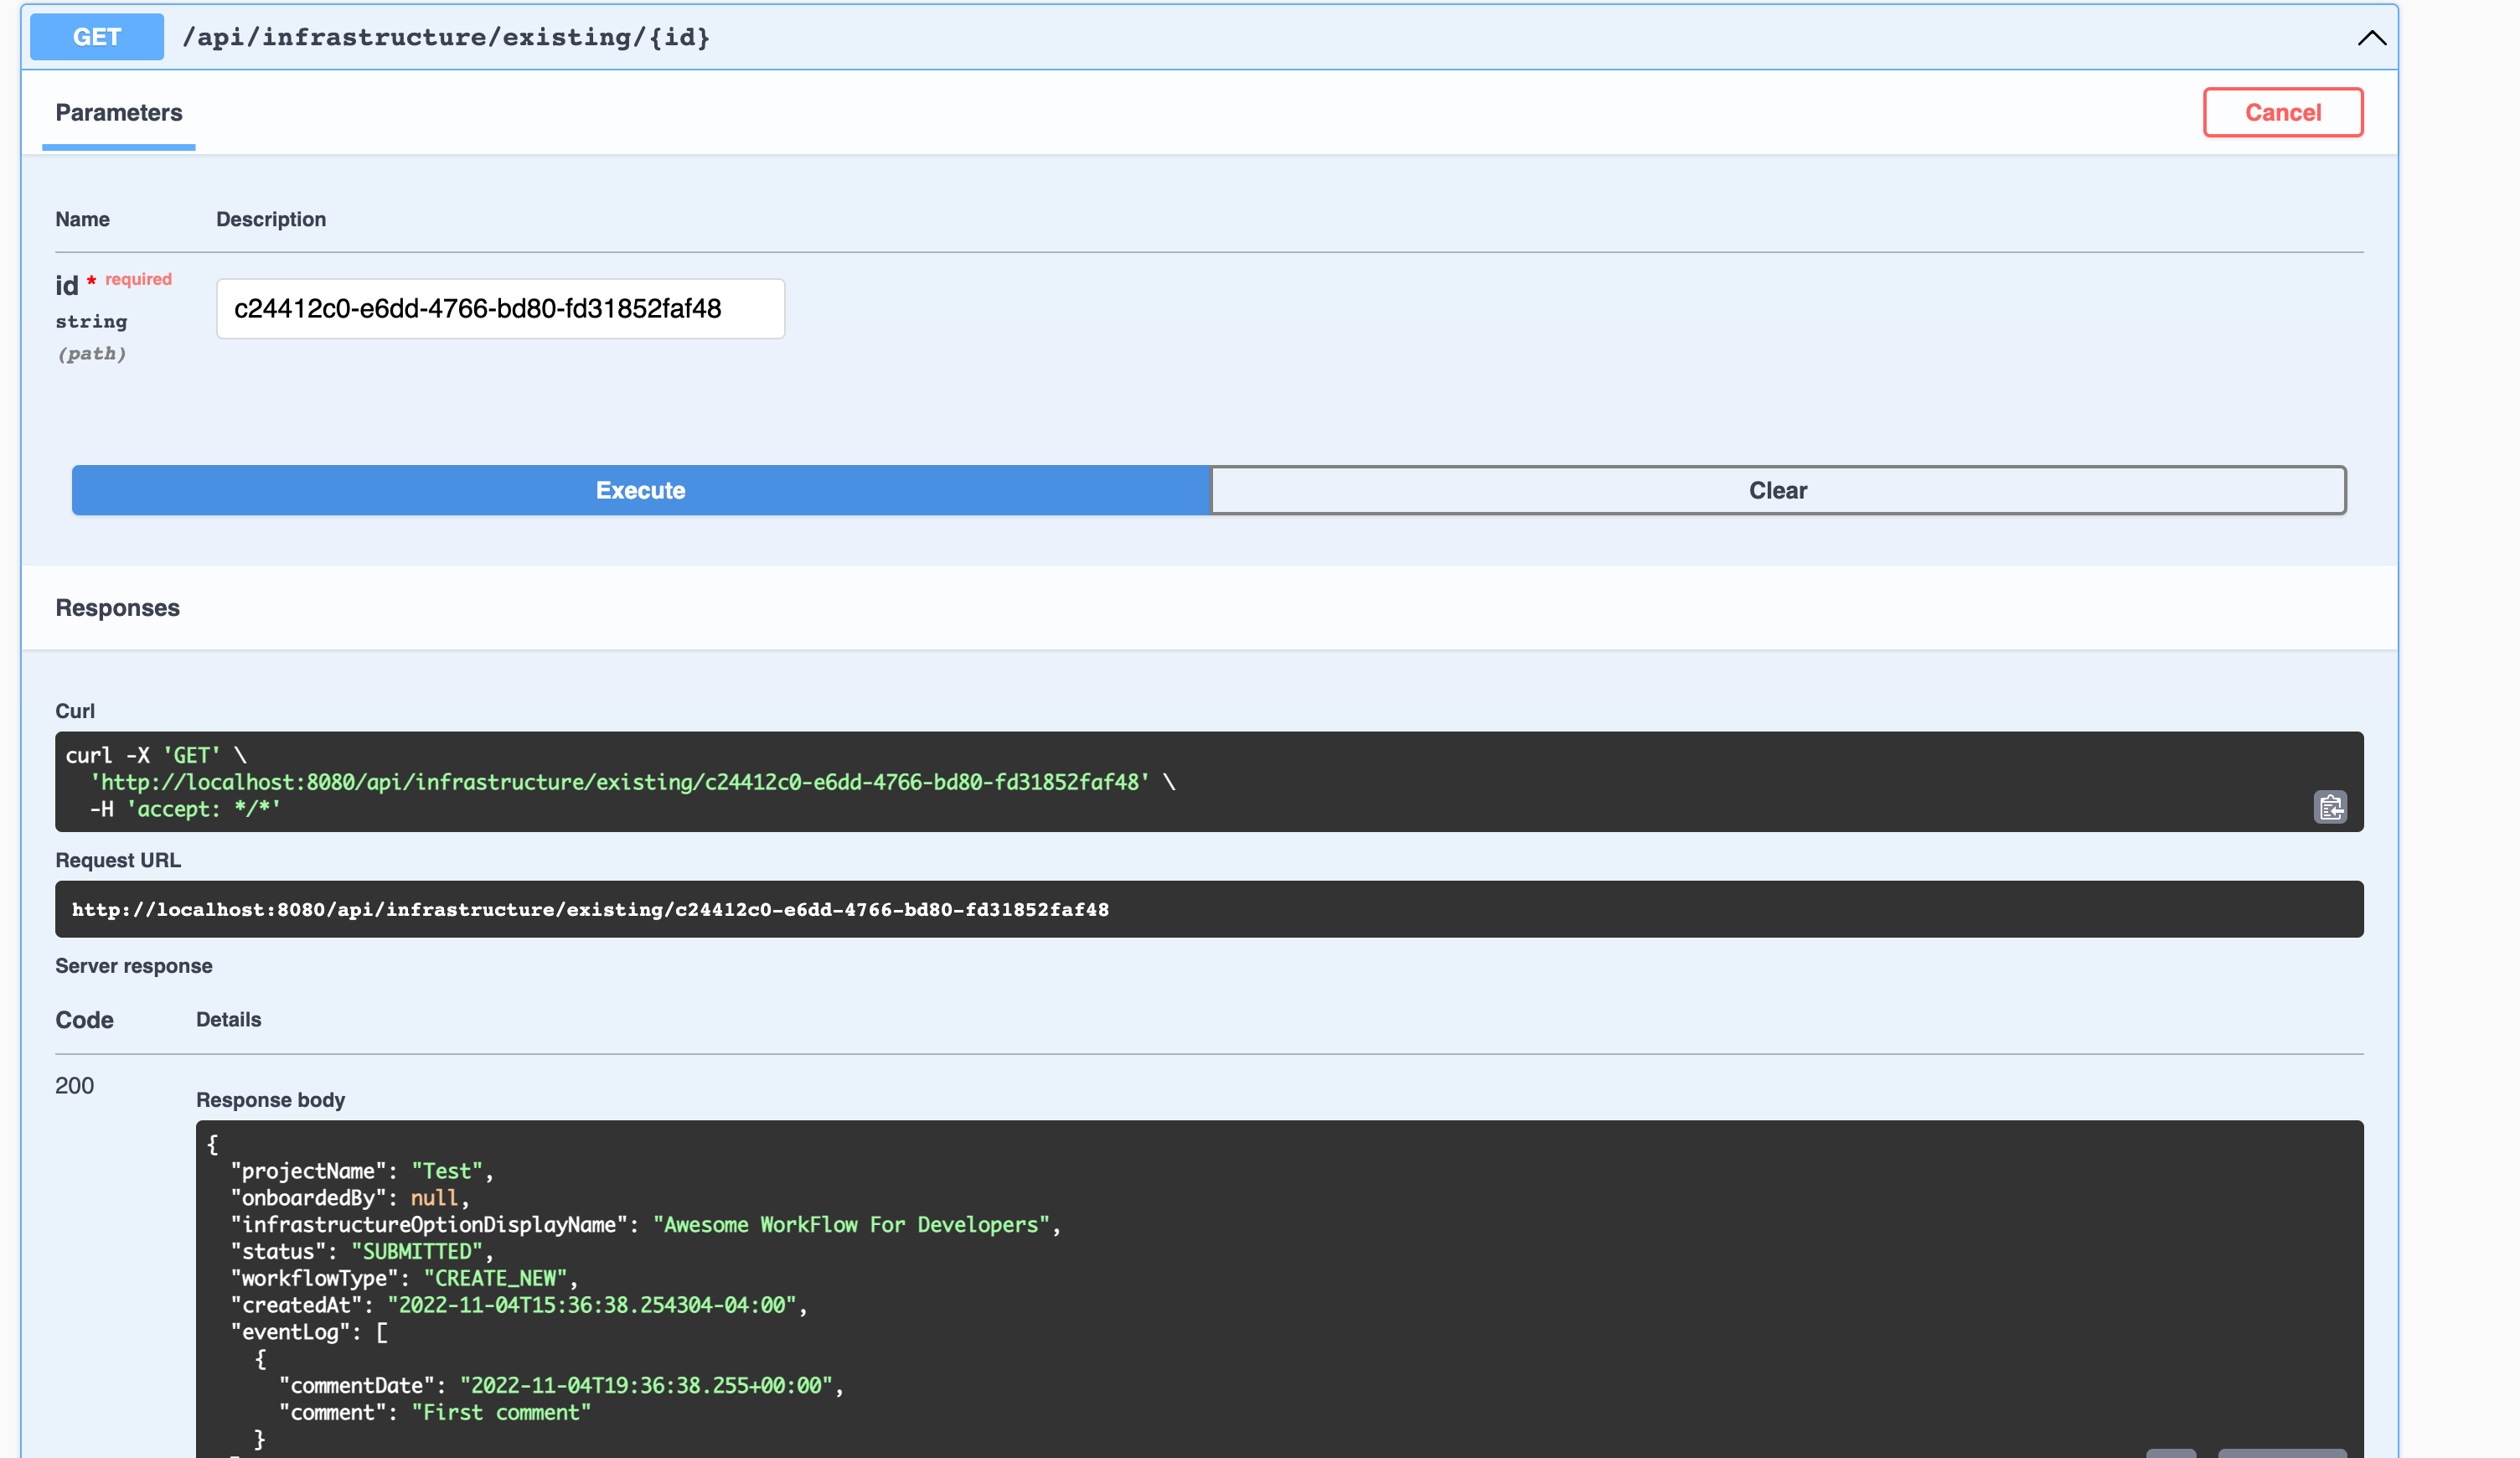 GET /api/infrastructure/existing/{id}
Parameters
Cancel
Name Description
id * required
string
(path)
c24412c0-e6dd-4766-bd80-fd31852faf48
Execute
Clear
Responses
Curl
curl -X 'GET' \
  'http://localhost:8080/api/infrastructure/existing/c24412c0-e6dd-4766-bd80-fd31852faf48' \
  -H 'accept: */*'
Request URL
http://localhost:8080/api/infrastructure/existing/c24412c0-e6dd-4766-bd80-fd31852faf48
Server response
Code Details
200
Response body
{
  "projectName": "Test",
  "onboardedBy": null,
  "infrastructureOptionDisplayName": "Awesome WorkFlow For Developers",
  "status": "SUBMITTED",
  "workflowType": "CREATE_NEW",
  "createdAt": "2022-11-04T15:36:38.254304-04:00",
  "eventLog": [
    {
      "commentDate": "2022-11-04T19:36:38.255+00:00",
      "comment": "First comment"
    }